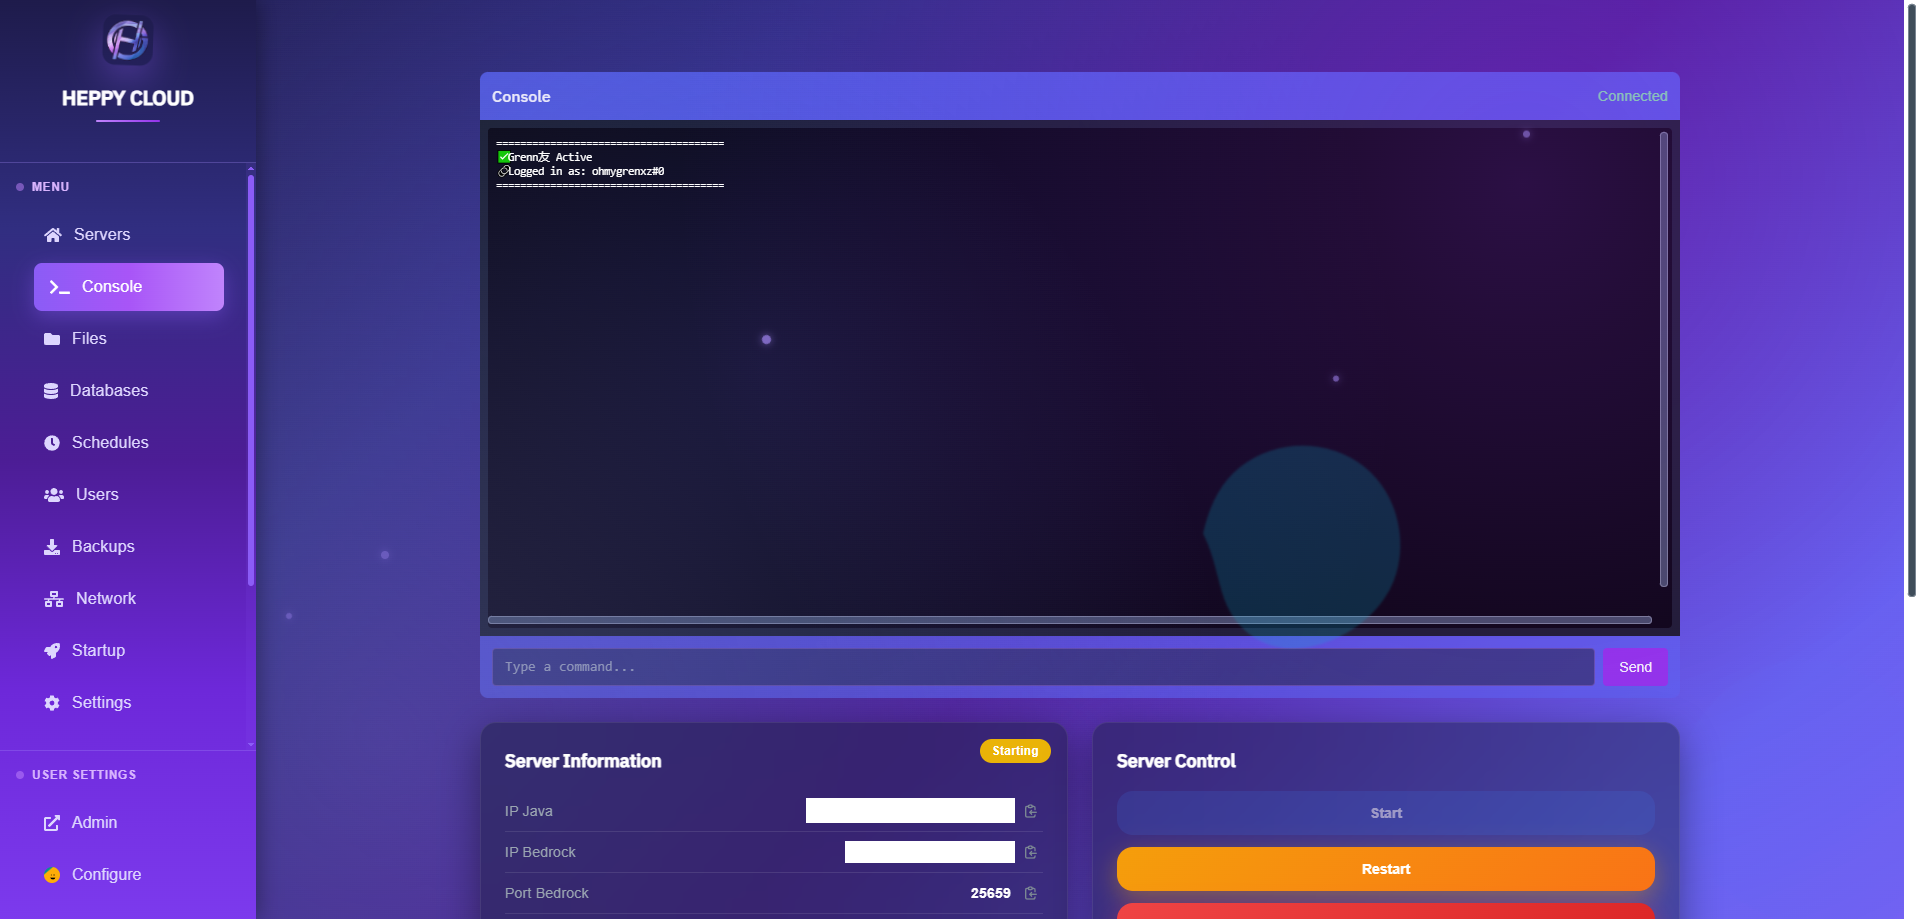 HEPPY CLOUD
MENU
Servers
Console
Files
Databases
Schedules
Users
Backups
Network
Startup
Settings
USER SETTINGS
Admin
Configure
Console
Connected
======================================
✅Grenn友 Active
🔗Logged in as: ohmygrenxz#0
======================================
Type a command...
Send
Server Information
Starting
IP Java
IP Bedrock
Port Bedrock
25659
Server Control
Start
Restart